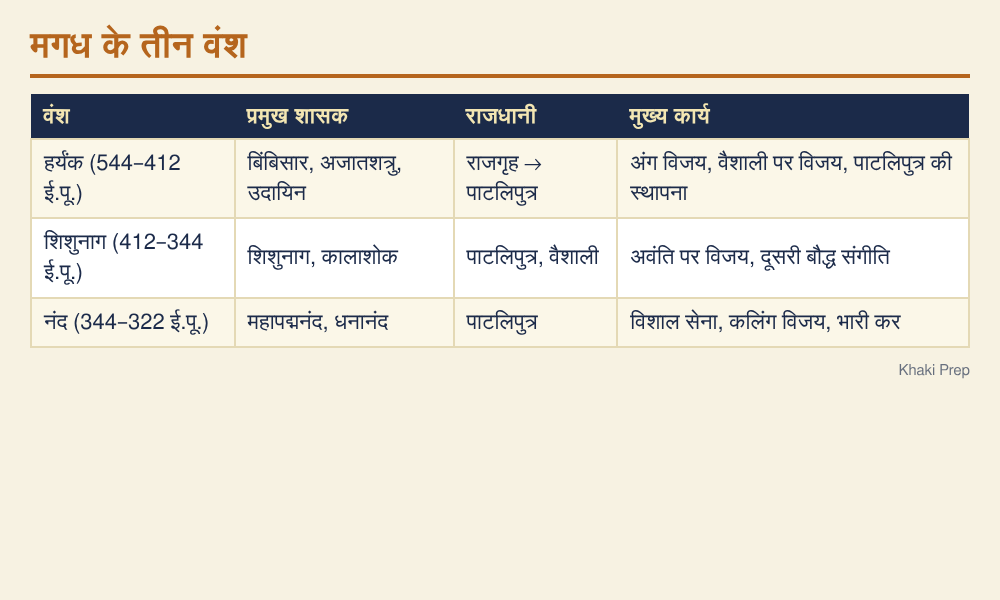 मगध के तीन वंश
वंश प्रमुख शासक राजधानी मुख्य कार्य
हर्यंक (544–412 ई.पू.) बिंबिसार, अजातशत्रु, उदायिन राजगृह → पाटलिपुत्र अंग विजय, वैशाली पर विजय, पाटलिपुत्र की स्थापना
शिशुनाग (412–344 ई.पू.) शिशुनाग, कालाशोक पाटलिपुत्र, वैशाली अवंति पर विजय, दूसरी बौद्ध संगीति
नंद (344–322 ई.पू.) महापद्मनंद, धनानंद पाटलिपुत्र विशाल सेना, कलिंग विजय, भारी कर
Khaki Prep